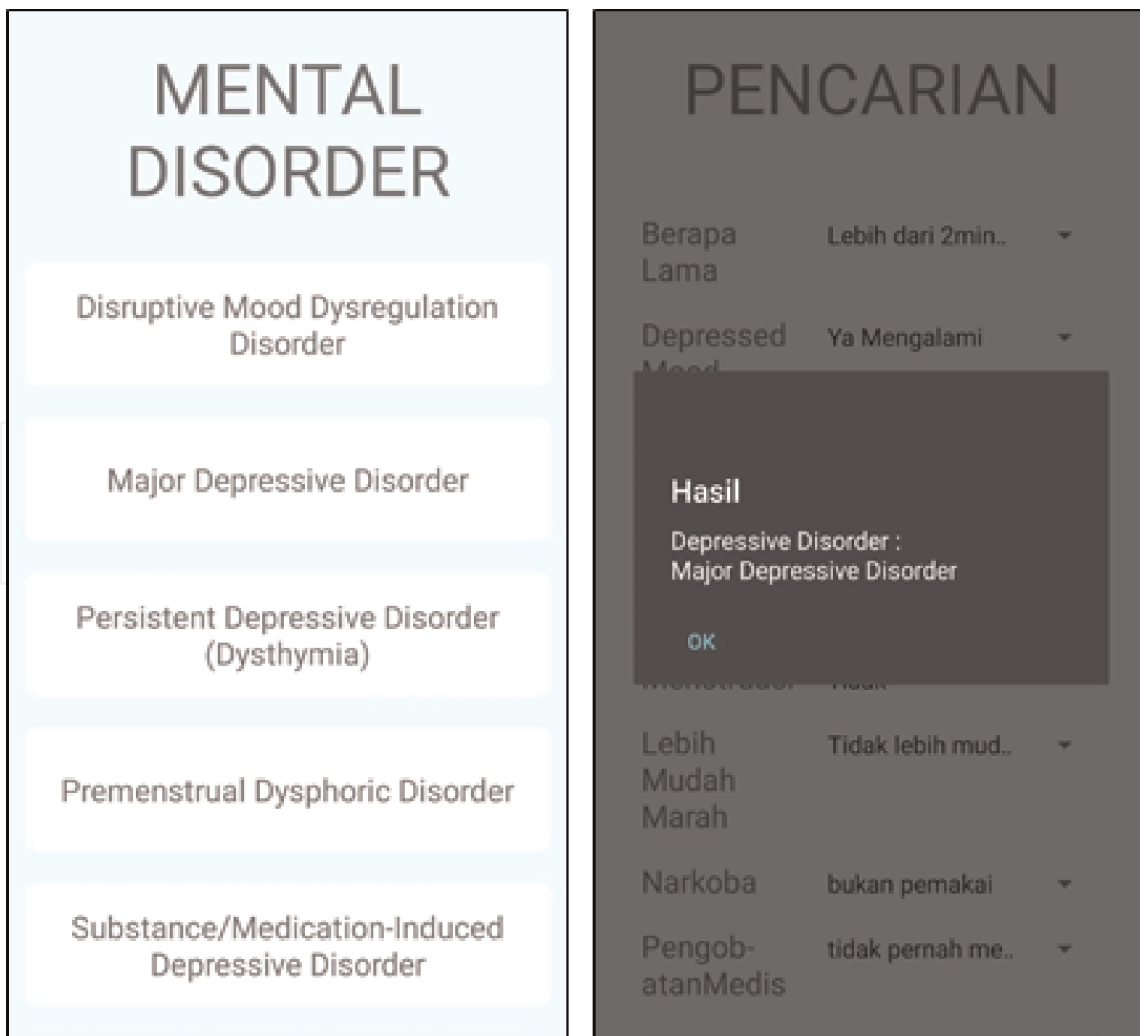 MENTAL
DISORDER
Disruptive Mood Dysregulation
Disorder
Major Depressive Disorder
Persistent Depressive Disorder
(Dysthymia)
Premenstrual Dysphoric Disorder
Substance/Medication-Induced
Depressive Disorder
PENCARIAN
Berapa
Lama
Lebih dari 2min..
Depressed
Mood
Ya Mengalami
Hasil
Depressive Disorder :
Major Depressive Disorder
OK
Lebih
Mudah
Marah
Tidak lebih mud..
Narkoba
bukan pemakai
Pengob-
atanMedis
tidak pernah me..